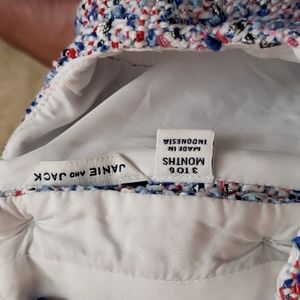 JANIE AND JACK
3 TO 6
MONTHS
MADE IN
INDONESIA